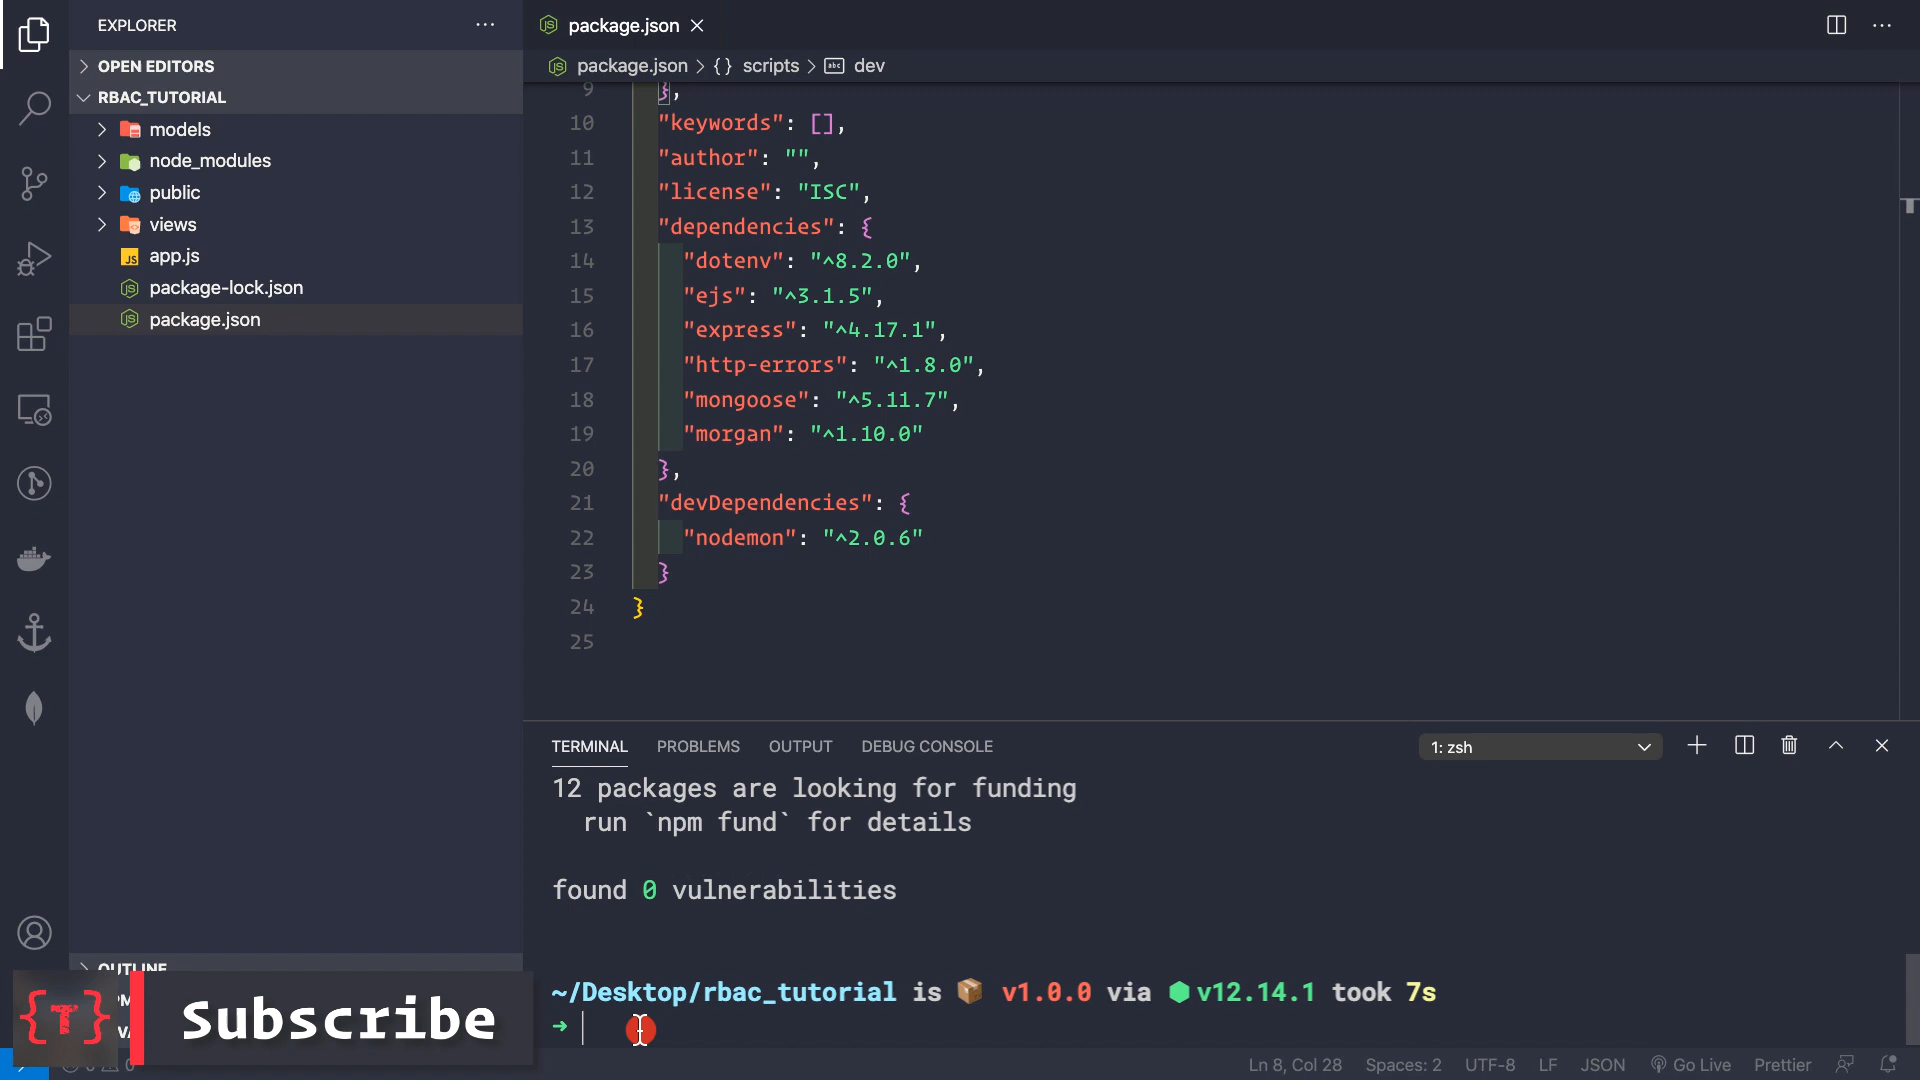 EXPLORER
OPEN EDITORS
RBAC_TUTORIAL
models
node_modules
public
views
app.js
package-lock.json
package.json
OUTLINE
package.json
package.json > {} scripts > abc dev
9 },
10 "keywords": [],
11 "author": "",
12 "license": "ISC",
13 "dependencies": {
14 "dotenv": "^8.2.0",
15 "ejs": "^3.1.5",
16 "express": "^4.17.1",
17 "http-errors": "^1.8.0",
18 "mongoose": "^5.11.7",
19 "morgan": "^1.10.0"
20 },
21 "devDependencies": {
22 "nodemon": "^2.0.6"
23 }
24 }
25
TERMINAL PROBLEMS OUTPUT DEBUG CONSOLE 1: zsh
12 packages are looking for funding
run `npm fund` for details
found 0 vulnerabilities
~/Desktop/rbac_tutorial is 📦 v1.0.0 via ⬢ v12.14.1 took 7s
➜
{T} Subscribe
Ln 8, Col 28 Spaces: 2 UTF-8 LF JSON Go Live Prettier